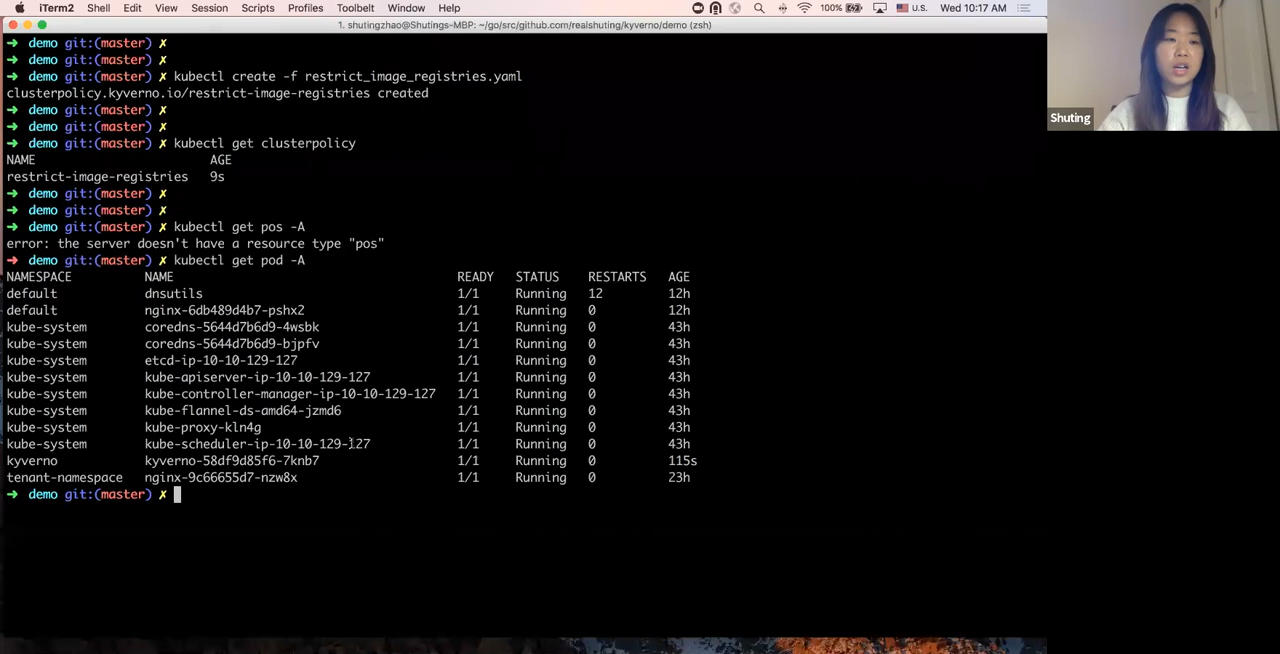 iTerm2 Shell Edit View Session Scripts Profiles Toolbelt Window Help 100% U.S. Wed 10:17 AM
1. shutingzhao@Shutings-MBP: ~/go/src/github.com/realshuting/kyverno/demo (zsh)
➜ demo git:(master) ✗
➜ demo git:(master) ✗
➜ demo git:(master) ✗ kubectl create -f restrict_image_registries.yaml
clusterpolicy.kyverno.io/restrict-image-registries created
➜ demo git:(master) ✗
➜ demo git:(master) ✗
➜ demo git:(master) ✗ kubectl get clusterpolicy
NAME AGE
restrict-image-registries 9s
➜ demo git:(master) ✗
➜ demo git:(master) ✗
➜ demo git:(master) ✗ kubectl get pos -A
error: the server doesn't have a resource type "pos"
➜ demo git:(master) ✗ kubectl get pod -A
NAMESPACE NAME READY STATUS RESTARTS AGE
default dnsutils 1/1 Running 12 12h
default nginx-6db489d4b7-pshx2 1/1 Running 0 12h
kube-system coredns-5644d7b6d9-4wsbk 1/1 Running 0 43h
kube-system coredns-5644d7b6d9-bjpfv 1/1 Running 0 43h
kube-system etcd-ip-10-10-129-127 1/1 Running 0 43h
kube-system kube-apiserver-ip-10-10-129-127 1/1 Running 0 43h
kube-system kube-controller-manager-ip-10-10-129-127 1/1 Running 0 43h
kube-system kube-flannel-ds-amd64-jzmd6 1/1 Running 0 43h
kube-system kube-proxy-kln4g 1/1 Running 0 43h
kube-system kube-scheduler-ip-10-10-129-127 1/1 Running 0 43h
kyverno kyverno-58df9d85f6-7knb7 1/1 Running 0 115s
tenant-namespace nginx-9c66655d7-nzw8x 1/1 Running 0 23h
➜ demo git:(master) ✗
Shuting